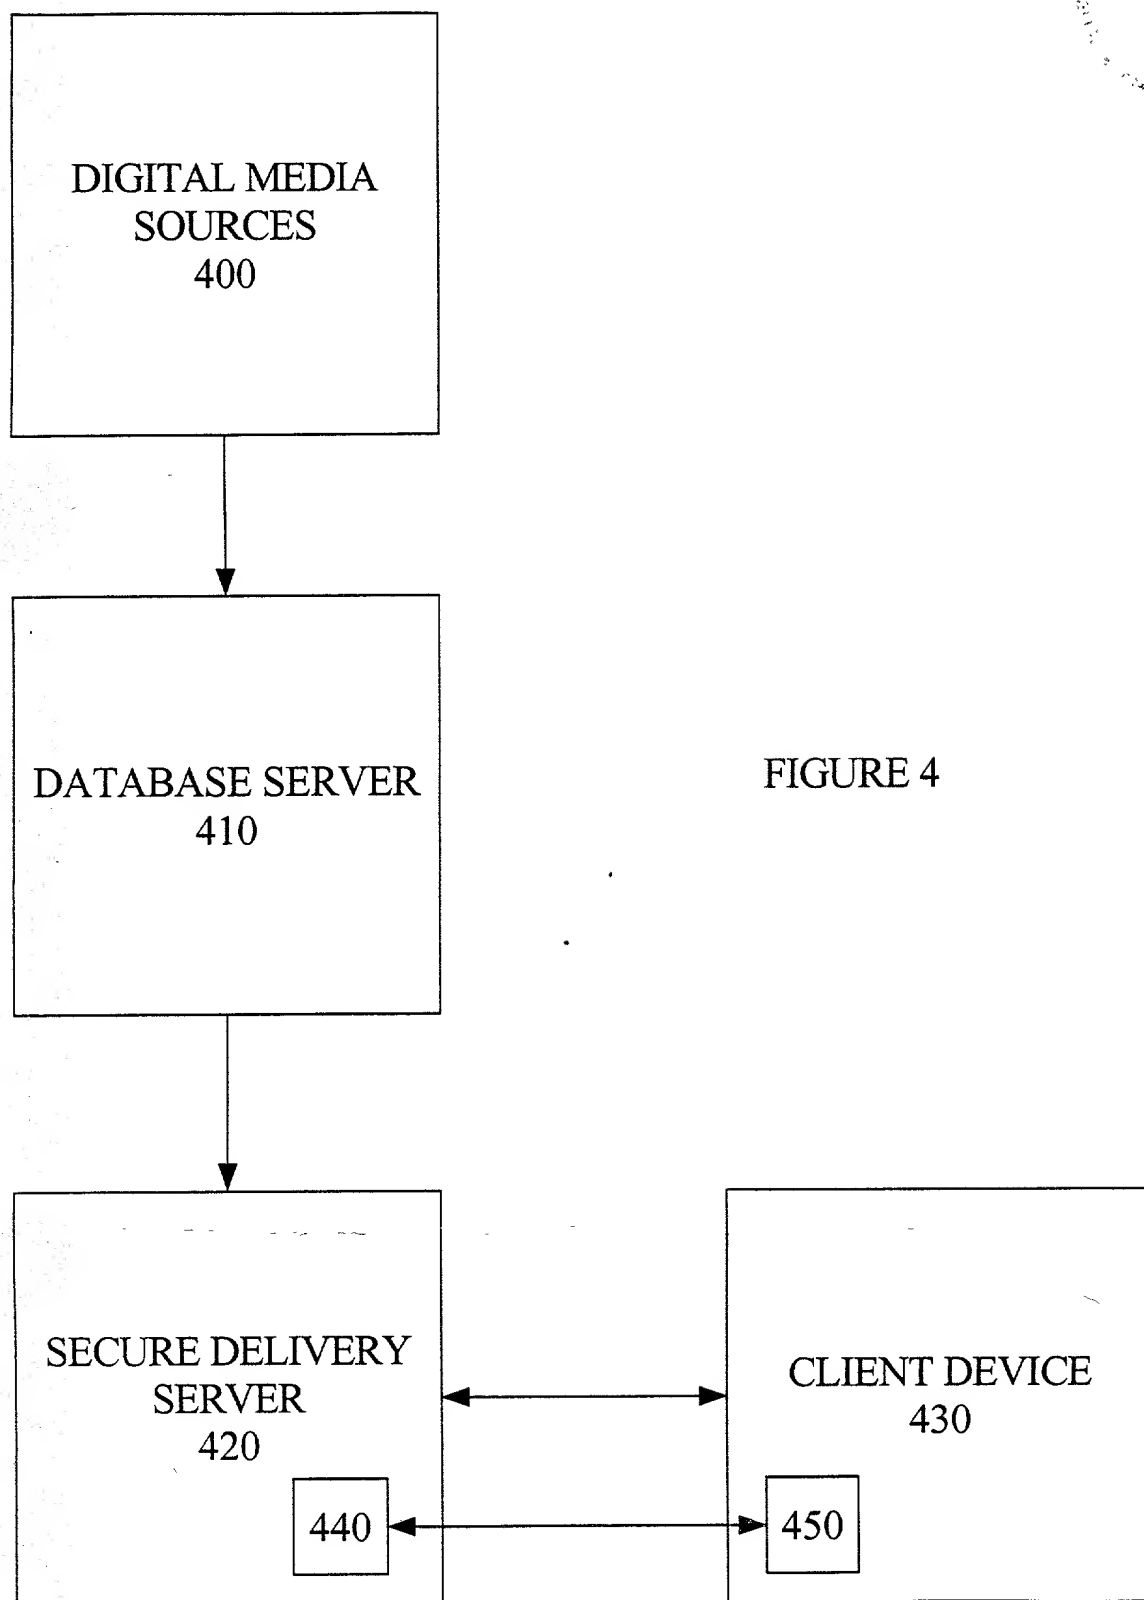 DIGITAL MEDIA
SOURCES
400
DATABASE SERVER
410
FIGURE 4
SECURE DELIVERY
SERVER
420
CLIENT DEVICE
430
440
450